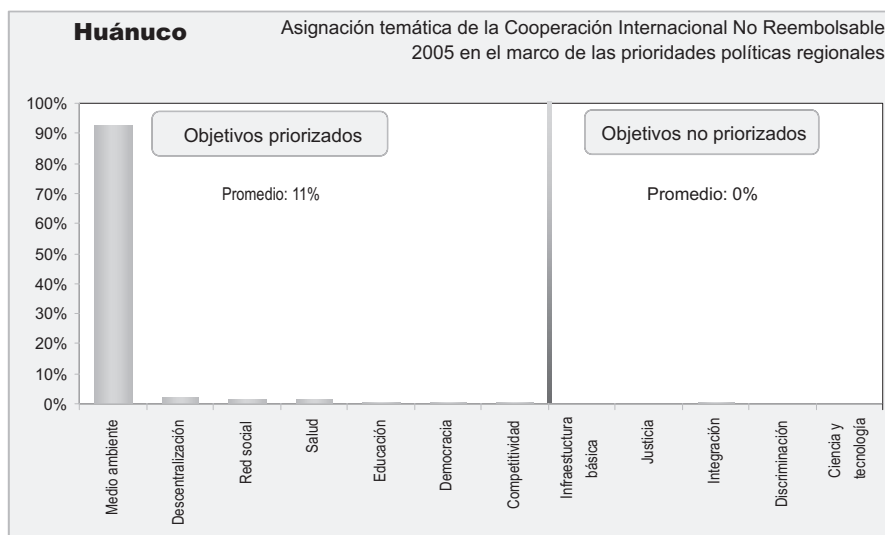 Huánuco
Asignación temática de la Cooperación Internacional No Reembolsable
2005 en el marco de las prioridades políticas regionales
100%
90%
80%
70%
60%
50%
40%
30%
20%
10%
0%
Objetivos priorizados
Promedio: 11%
Objetivos no priorizados
Promedio: 0%
Medio ambiente
Descentralización
Red social
Salud
Educación
Democracia
Competitividad
Infraestuctura
básica
Justicia
Integración
Discriminación
Ciencia y
tecnología